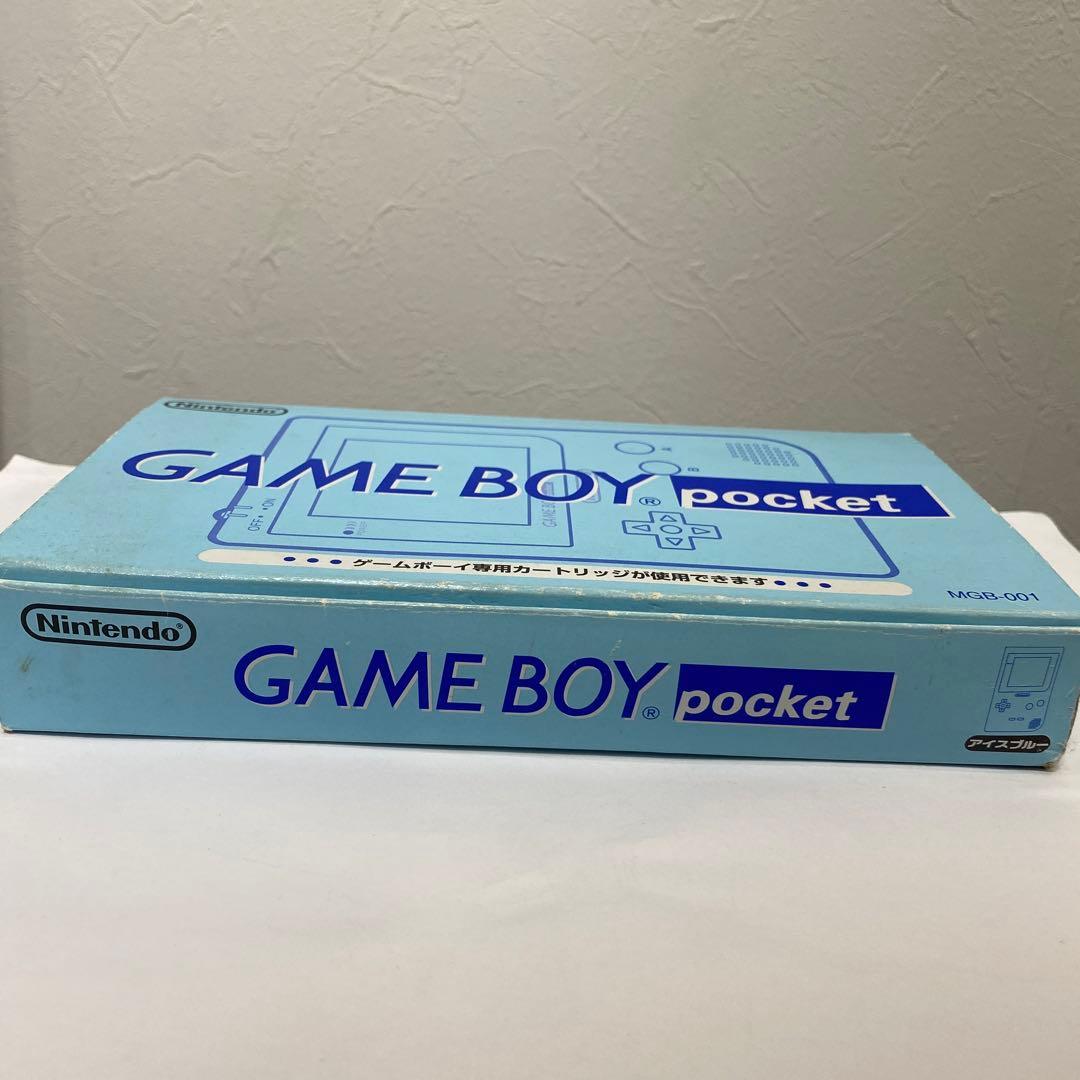 Nintendo
GAME BOY® pocket
A
B
OFF• •ON
GAME BOY
•••ゲームボーイ専用カートリッジが使用できます•••
MGB-001
Nintendo®
GAME BOY® pocket
アイスブルー